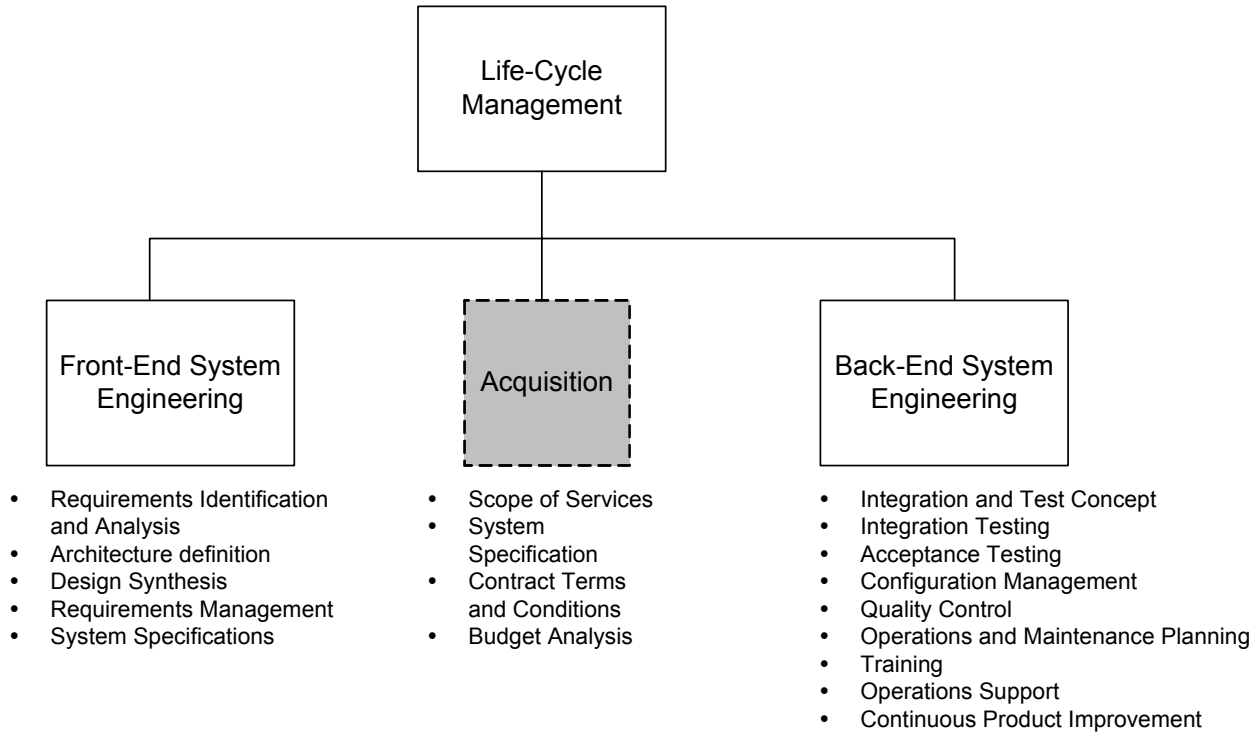 Life-Cycle
Management
Front-End System
Engineering
Acquisition
Back-End System
Engineering
• Requirements Identification
and Analysis
• Architecture definition
• Design Synthesis
• Requirements Management
• System Specifications
• Scope of Services
• System
Specification
• Contract Terms
and Conditions
• Budget Analysis
• Integration and Test Concept
• Integration Testing
• Acceptance Testing
• Configuration Management
• Quality Control
• Operations and Maintenance Planning
• Training
• Operations Support
• Continuous Product Improvement